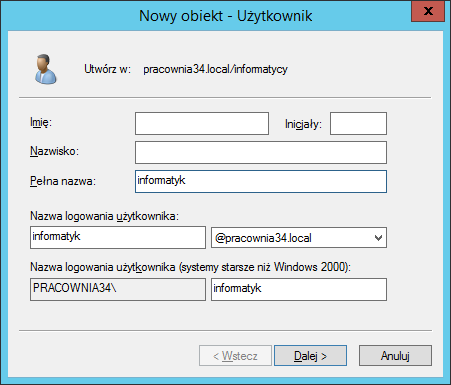 Nowy obiekt - Użytkownik
x
Utwórz w: pracownia34.local/informatycy
Imię: Inicjały:
Nazwisko:
Pełna nazwa: informatyk
Nazwa logowania użytkownika:
informatyk @pracownia34.local
Nazwa logowania użytkownika (systemy starsze niż Windows 2000):
PRACOWNIA34\ informatyk
< Wstecz Dalej > Anuluj